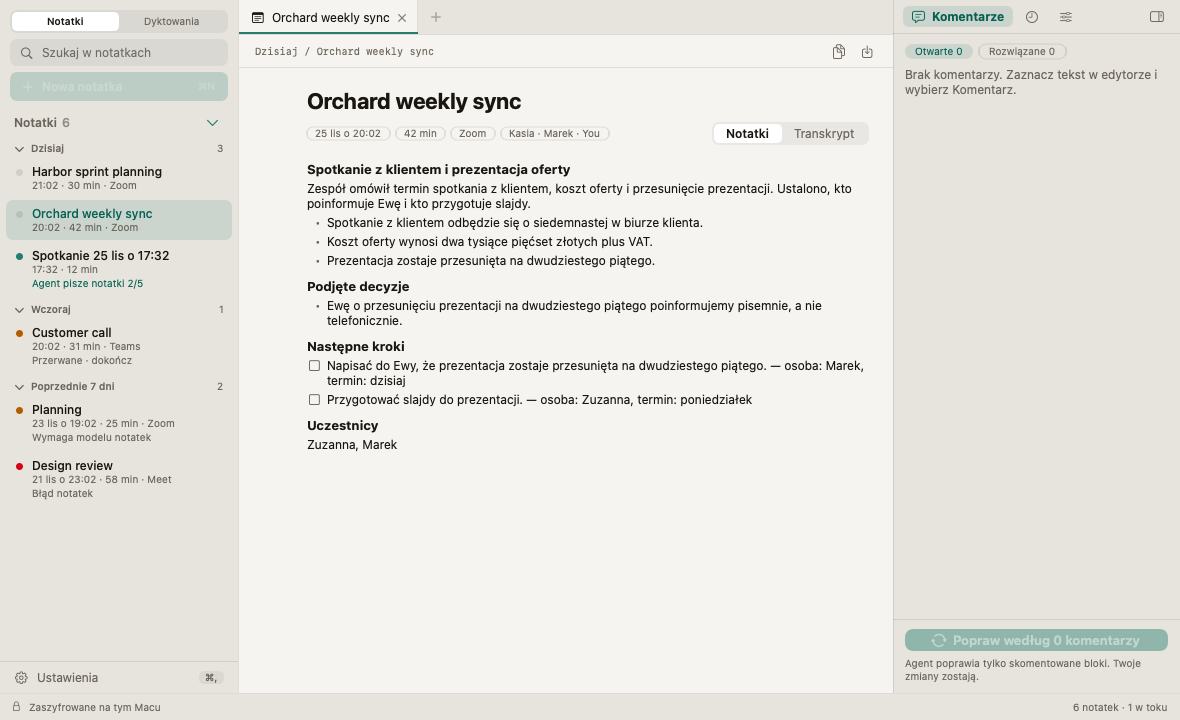 Notatki
Dyktowania
Szukaj w notatkach
+ Nowa notatka ⌘N
Notatki 6
Dzisiaj 3
Harbor sprint planning
21:02 · 30 min · Zoom
Orchard weekly sync
20:02 · 42 min · Zoom
Spotkanie 25 lis o 17:32
17:32 · 12 min
Agent pisze notatki 2/5
Wczoraj 1
Customer call
20:02 · 31 min · Teams
Przerwane · dokończ
Poprzednie 7 dni 2
Planning
23 lis o 19:02 · 25 min · Zoom
Wymaga modelu notatek
Design review
21 lis o 23:02 · 58 min · Meet
Błąd notatek
Ustawienia ⌘,
Zaszyfrowane na tym Macu
Orchard weekly sync
Dzisiaj / Orchard weekly sync
Orchard weekly sync
25 lis o 20:02
42 min
Zoom
Kasia · Marek · You
Notatki
Transkrypt
Spotkanie z klientem i prezentacja oferty
Zespół omówił termin spotkania z klientem, koszt oferty i przesunięcie prezentacji. Ustalono, kto
poinformuje Ewę i kto przygotuje slajdy.
• Spotkanie z klientem odbędzie się o siedemnastej w biurze klienta.
• Koszt oferty wynosi dwa tysiące pięćset złotych plus VAT.
• Prezentacja zostaje przesunięta na dwudziestego piątego.
Podjęte decyzje
• Ewę o przesunięciu prezentacji na dwudziestego piątego poinformujemy pisemnie, a nie
telefonicznie.
Następne kroki
Napisać do Ewy, że prezentacja zostaje przesunięta na dwudziestego piątego. — osoba: Marek,
termin: dzisiaj
Przygotować slajdy do prezentacji. — osoba: Zuzanna, termin: poniedziałek
Uczestnicy
Zuzanna, Marek
Komentarze
Otwarte 0
Rozwiązane 0
Brak komentarzy. Zaznacz tekst w edytorze i
wybierz Komentarz.
Popraw według 0 komentarzy
Agent poprawia tylko skomentowane bloki. Twoje
zmiany zostają.
6 notatek · 1 w toku